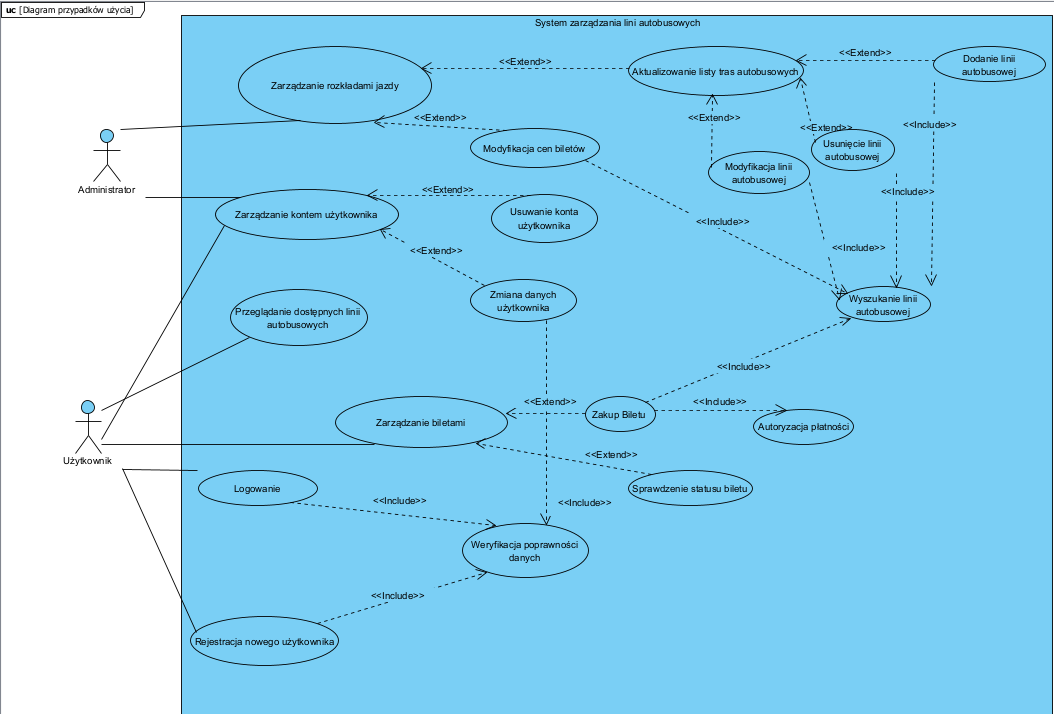 uc [Diagram przypadków użycia]
System zarządzania lini autobusowych
<<Extend>>
Dodanie linii
autobusowej
<<Extend>>
Aktualizowanie listy tras autobusowych
Zarządzanie rozkładami jazdy
<<Extend>>
<<Extend>>
<<Extend>>
<<Include>>
Usunięcie linii
autobusowej
Modyfikacja cen biletów
Modyfikacja linii
autobusowej
Administrator
<<Extend>>
<<Include>>
Zarządzanie kontem użytkownika
Usuwanie konta
użytkownika
<<Include>>
<<Extend>>
<<Include>>
Zmiana danych
użytkownika
Wyszukanie linii
autobusowej
Przeglądanie dostępnych linii
autobusowych
<<Include>>
<<Extend>>
<<Include>>
Zakup Biletu
Zarządzanie biletami
Autoryzacja płatności
<<Extend>>
Użytkownik
Logowanie
Sprawdzenie statusu biletu
<<Include>>
<<Include>>
Weryfikacja poprawności
danych
<<Include>>
Rejestracja nowego użytkownika